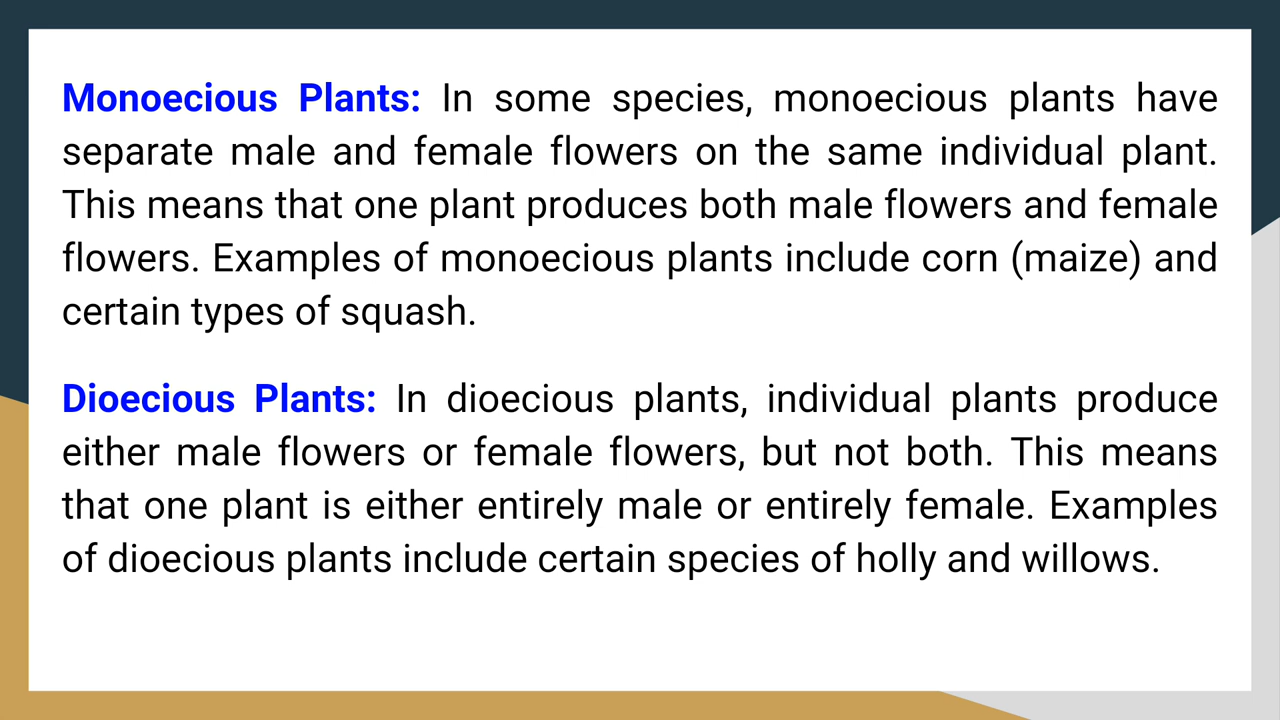 Monoecious Plants: In some species, monoecious plants have
separate male and female flowers on the same individual plant.
This means that one plant produces both male flowers and female
flowers. Examples of monoecious plants include corn (maize) and
certain types of squash.
Dioecious Plants: In dioecious plants, individual plants produce
either male flowers or female flowers, but not both. This means
that one plant is either entirely male or entirely female. Examples
of dioecious plants include certain species of holly and willows.